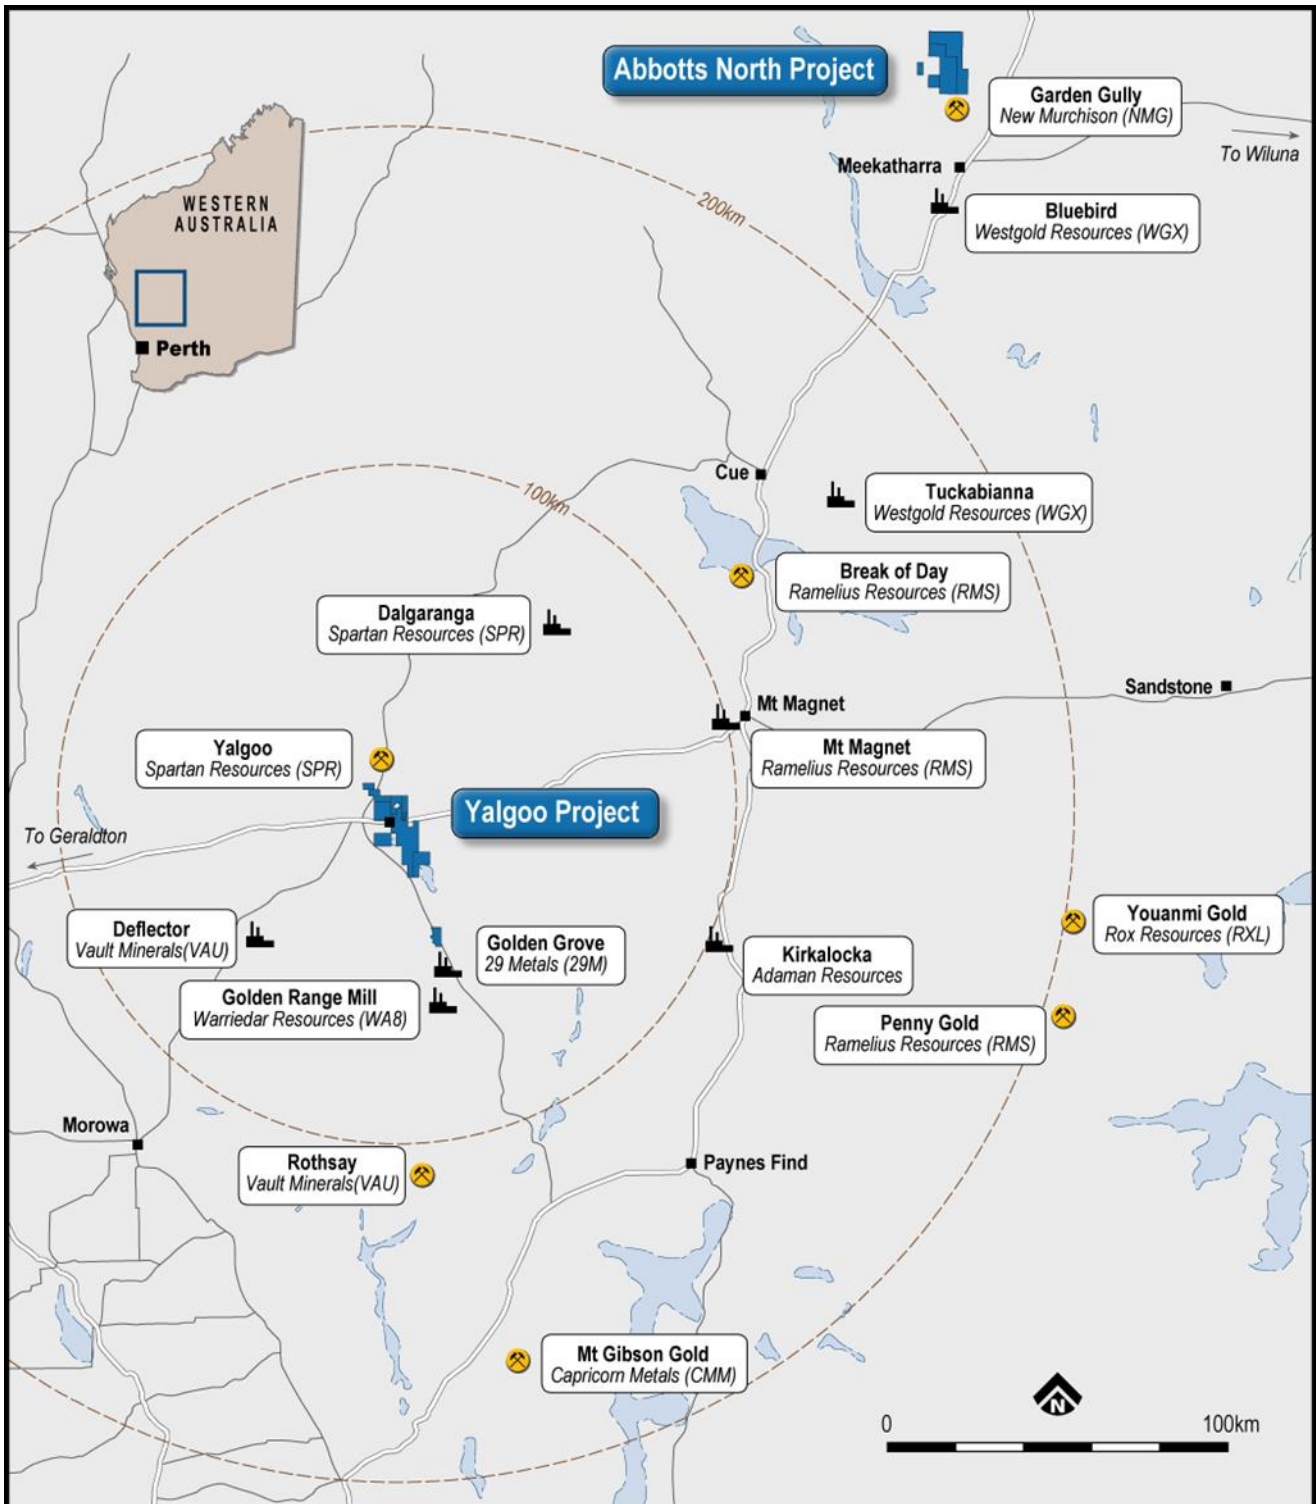 Abbotts North Project
Garden Gully
New Murchison (NMG)
To Wiluna
Meekatharra
WESTERN
AUSTRALIA
200km
Bluebird
Westgold Resources (WGX)
Perth
Cue
100km
Tuckabianna
Westgold Resources (WGX)
Break of Day
Ramelius Resources (RMS)
Dalgaranga
Spartan Resources (SPR)
Sandstone
Mt Magnet
Yalgoo
Spartan Resources (SPR)
Mt Magnet
Ramelius Resources (RMS)
Yalgoo Project
To Geraldton
Deflector
Vault Minerals(VAU)
Golden Grove
29 Metals (29M)
Youanmi Gold
Rox Resources (RXL)
Kirkalocka
Adaman Resources
Golden Range Mill
Warriedar Resources (WA8)
Penny Gold
Ramelius Resources (RMS)
Morowa
Rothsay
Vault Minerals(VAU)
Paynes Find
Mt Gibson Gold
Capricorn Metals (CMM)
N
0 100km